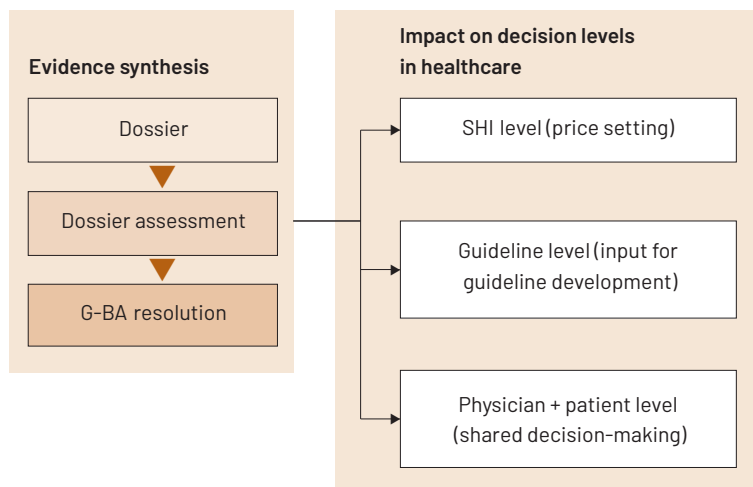 Evidence synthesis
Dossier
Dossier assessment
G-BA resolution
Impact on decision levels
in healthcare
SHI level (price setting)
Guideline level (input for
guideline development)
Physician + patient level
(shared decision-making)